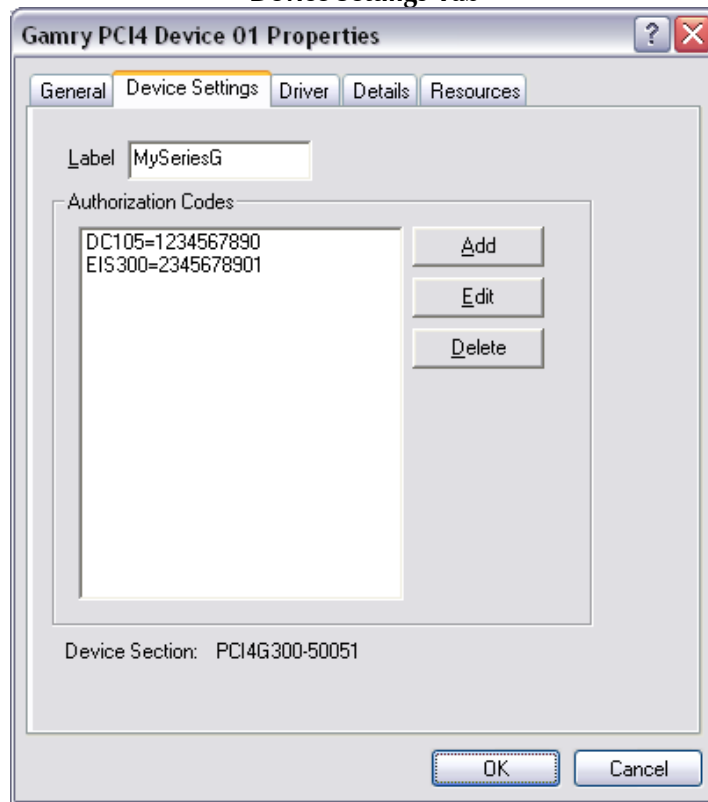 Device Settings Tab
Gamry PCI4 Device 01 Properties
General Device Settings Driver Details Resources
Label MySeriesG
Authorization Codes
DC105=1234567890
EIS300=2345678901
Add
Edit
Delete
Device Section: PCI4G300-50051
OK Cancel